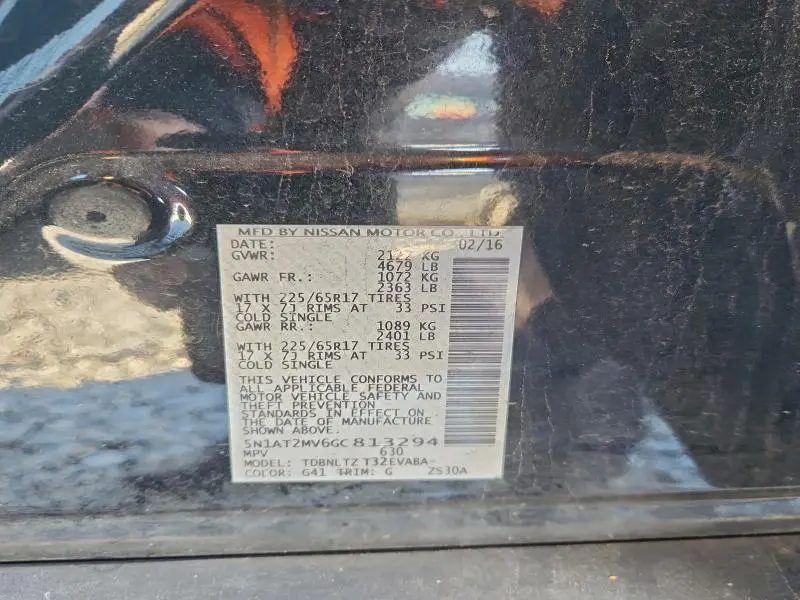 MFD BY NISSAN MOTOR CO., LTD.
DATE: 02/16
GVWR: KG
4679 LB
GAWR FR.: 1072 KG
2363 LB
WITH 225/65R17 TIRES
17 X 7J RIMS AT 33 PSI
COLD SINGLE
GAWR RR.: 1089 KG
2401 LB
WITH 225/65R17 TIRES
17 X 7J RIMS AT 33 PSI
COLD SINGLE
THIS VEHICLE CONFORMS TO
ALL APPLICABLE FEDERAL
MOTOR VEHICLE SAFETY AND
THEFT PREVENTION
STANDARDS IN EFFECT ON
THE DATE OF MANUFACTURE
SHOWN ABOVE.
5N1AT2MV6GC813294
MPV 630
MODEL: TDBNLTZ T32EVABA-
COLOR: G41 TRIM: G ZS30A